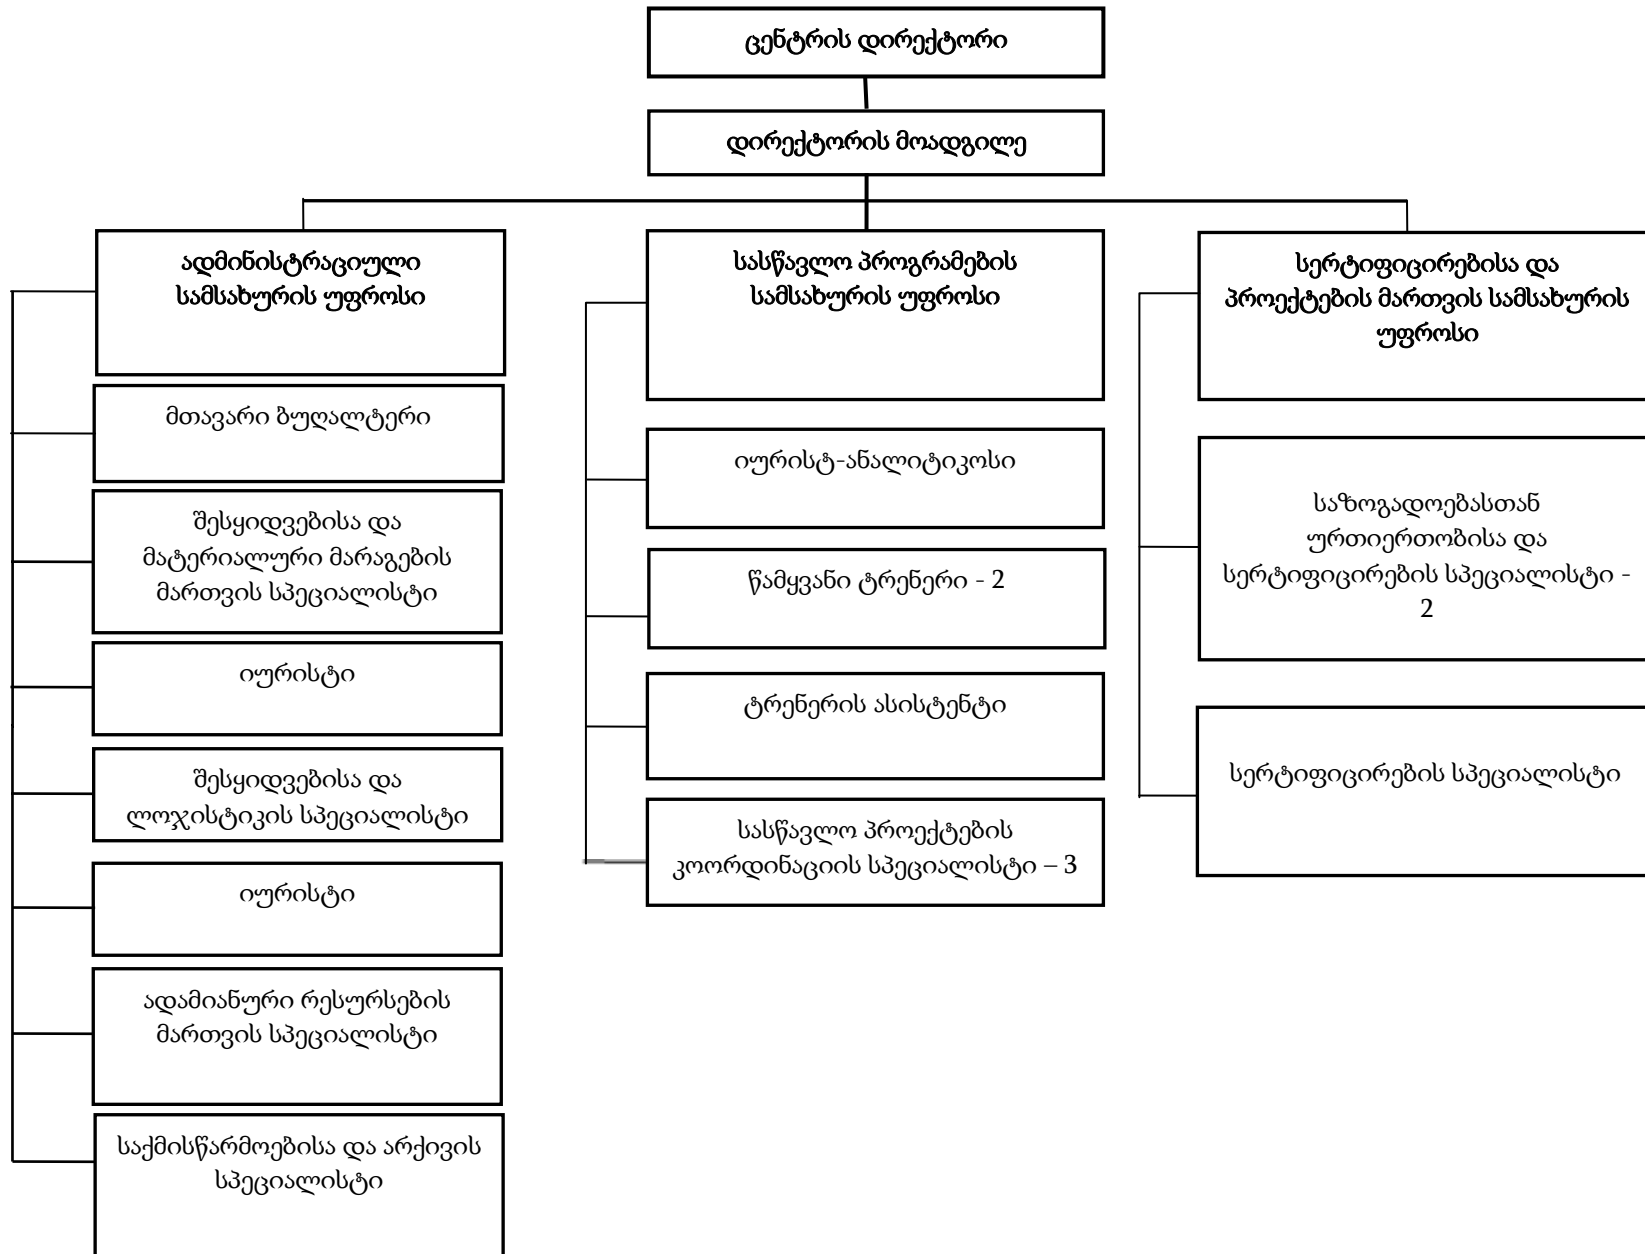 ცენტრის დირექტორი
დირექტორის მოადგილე
ადმინისტრაციული
სამსახურის უფროსი
მთავარი ბუღალტერი
შესყიდვებისა და
მატერიალური მარაგების
მართვის სპეციალისტი
იურისტი
შესყიდვებისა და
ლოჯისტიკის სპეციალისტი
იურისტი
ადამიანური რესურსების
მართვის სპეციალისტი
საქმისწარმოებისა და არქივის
სპეციალისტი
სასწავლო პროგრამების
სამსახურის უფროსი
იურისტ-ანალიტიკოსი
წამყვანი ტრენერი - 2
ტრენერის ასისტენტი
სასწავლო პროექტების
კოორდინაციის სპეციალისტი – 3
სერტიფიცირებისა და
პროექტების მართვის სამსახურის
უფროსი
საზოგადოებასთან
ურთიერთობისა და
სერტიფიცირების სპეციალისტი -
2
სერტიფიცირების სპეციალისტი